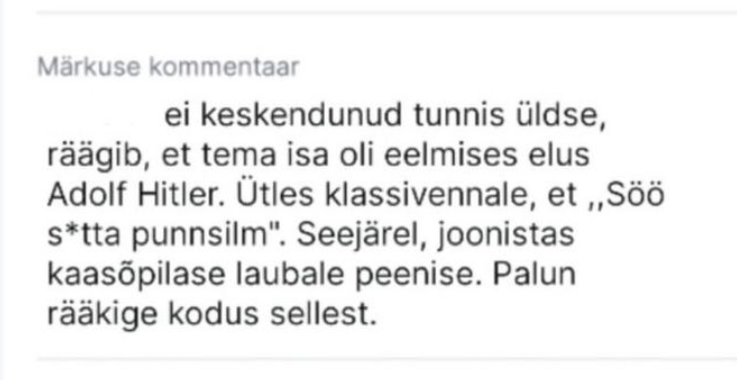 Märkuse kommentaar
ei keskendunud tunnis üldse,
räägib, et tema isa oli eelmises elus
Adolf Hitler. Ütles klassivennale, et ,,Söö
s*tta punnsilm". Seejärel, joonistas
kaasõpilase laubale peenise. Palun
rääkige kodus sellest.